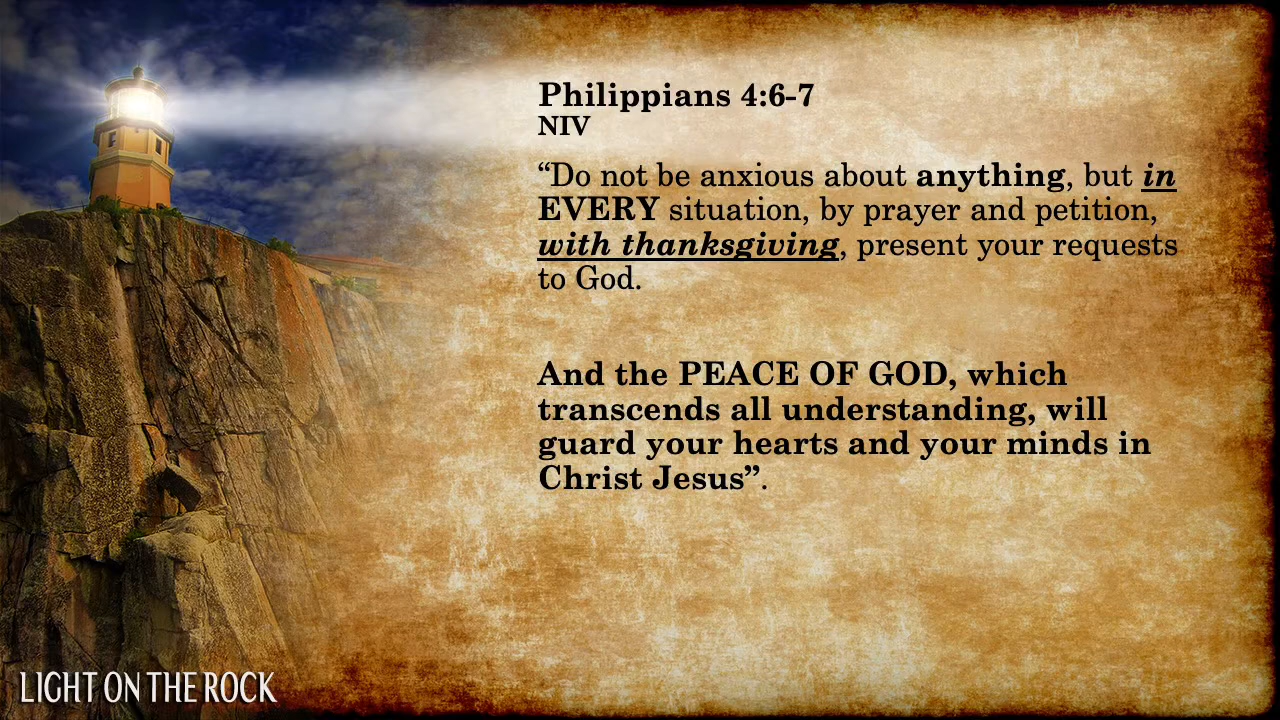 Philippians 4:6-7
NIV
“Do not be anxious about anything, but in
EVERY situation, by prayer and petition,
with thanksgiving, present your requests
to God.
And the PEACE OF GOD, which
transcends all understanding, will
guard your hearts and your minds in
Christ Jesus”.
LIGHT ON THE ROCK